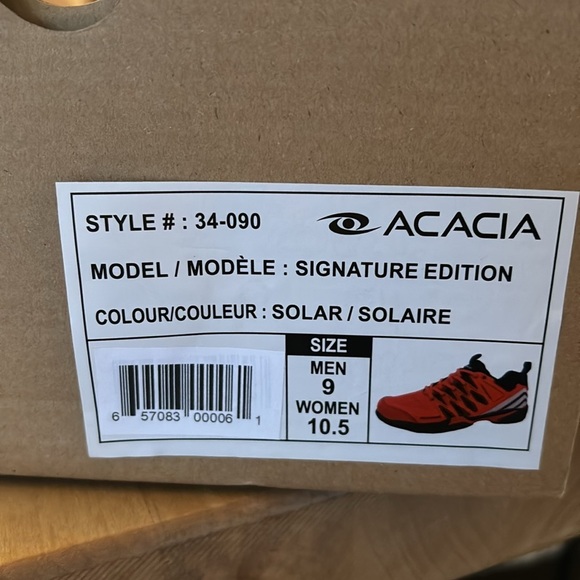 STYLE # : 34-090
ACACIA
MODEL / MODÈLE : SIGNATURE EDITION
COLOUR/COULEUR : SOLAR / SOLAIRE
SIZE
MEN
9
WOMEN
10.5
6 57083 00006 1